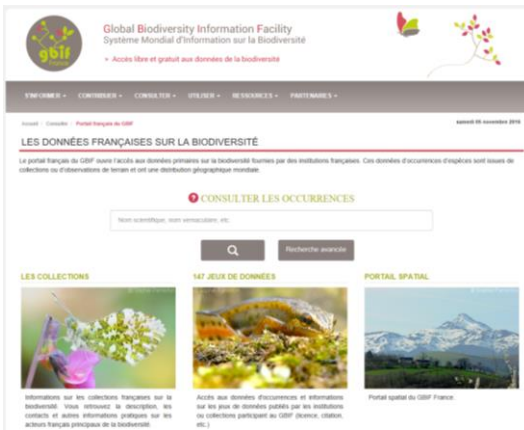 gbif
France
Global Biodiversity Information Facility
Système Mondial d'Information sur la Biodiversité
Accès libre et gratuit aux données de la biodiversité
S'INFORMER CONTRIBUER CONSULTER UTILISER RESSOURCES PARTENAIRES
Accueil Consulter Portail français du GBIF
samedi 05 novembre 2016
LES DONNÉES FRANÇAISES SUR LA BIODIVERSITÉ
Le portail français du GBIF ouvre l'accès aux données primaires sur la biodiversité fournies par des institutions françaises. Ces données d'occurrences d'espèces sont issues de
collections ou d'observations de terrain et ont une distribution géographique mondiale
? CONSULTER LES OCCURRENCES
Nom scientifique, nom vernaculaire, etc.
Recherche avancée
LES COLLECTIONS
147 JEUX DE DONNÉES
PORTAIL SPATIAL
Informations sur les collections françaises sur la
biodiversité. Vous retrouvez la description, les
contacts et autres informations pratiques sur les
acteurs français principaux de la biodiversité.
Accès aux données d'occurrences et informations
sur les jeux de données publiés par les institutions
ou collections participant au GBIF (licence, citation,
etc.)
Portail spatial du GBIF France